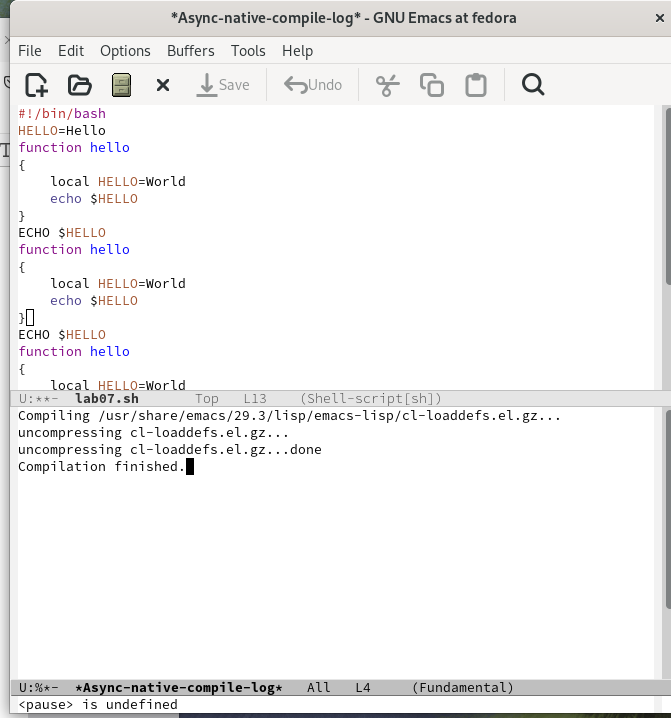 *Async-native-compile-log* - GNU Emacs at fedora
File Edit Options Buffers Tools Help
Save Undo
#!/bin/bash
HELLO=Hello
function hello
{
    local HELLO=World
    echo $HELLO
}
ECHO $HELLO
function hello
{
    local HELLO=World
    echo $HELLO
}
ECHO $HELLO
function hello
{
    local HELLO=World
U:**-  lab07.sh       Top   L13    (Shell-script[sh])
Compiling /usr/share/emacs/29.3/lisp/emacs-lisp/cl-loaddefs.el.gz...
uncompressing cl-loaddefs.el.gz...
uncompressing cl-loaddefs.el.gz...done
Compilation finished.
U:%*-  *Async-native-compile-log*   All   L4     (Fundamental)
<pause> is undefined